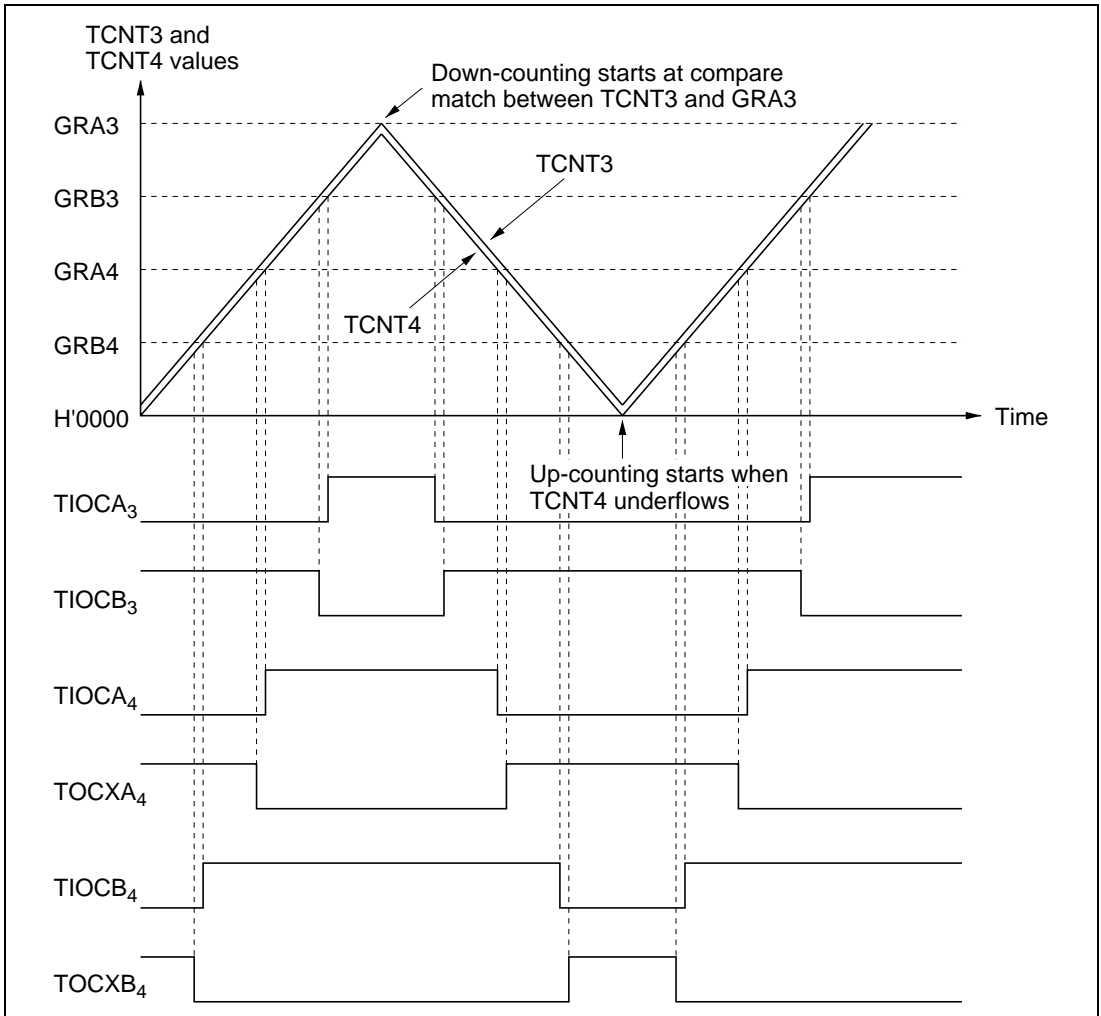 TCNT3 and
TCNT4 values
Down-counting starts at compare
match between TCNT3 and GRA3
GRA3
TCNT3
GRB3
GRA4
TCNT4
GRB4
H'0000
Time
Up-counting starts when
TCNT4 underflows
TIOCA3
TIOCB3
TIOCA4
TOCXA4
TIOCB4
TOCXB4